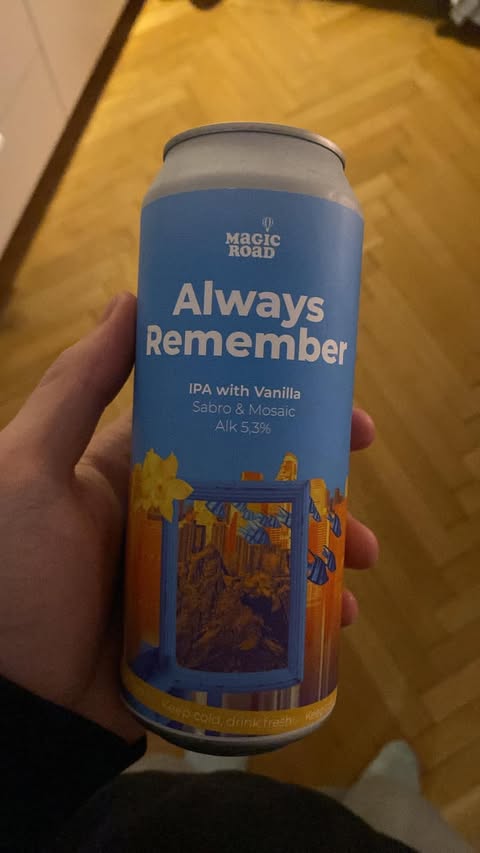 MAGIC
ROAD
Always
Remember
IPA with Vanilla
Sabro & Mosaic
Alk 5,3%
Keep cold, drink fresh!